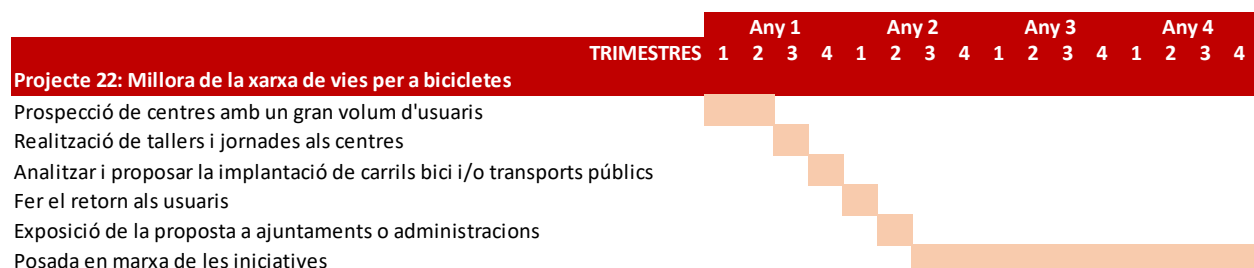 Any 1 Any 2 Any 3 Any 4
TRIMESTRES 1 2 3 4 1 2 3 4 1 2 3 4 1 2 3 4
Projecte 22: Millora de la xarxa de vies per a bicicletes
Prospecció de centres amb un gran volum d'usuaris
Realització de tallers i jornades als centres
Analitzar i proposar la implantació de carrils bici i/o transports públics
Fer el retorn als usuaris
Exposició de la proposta a ajuntaments o administracions
Posada en marxa de les iniciatives